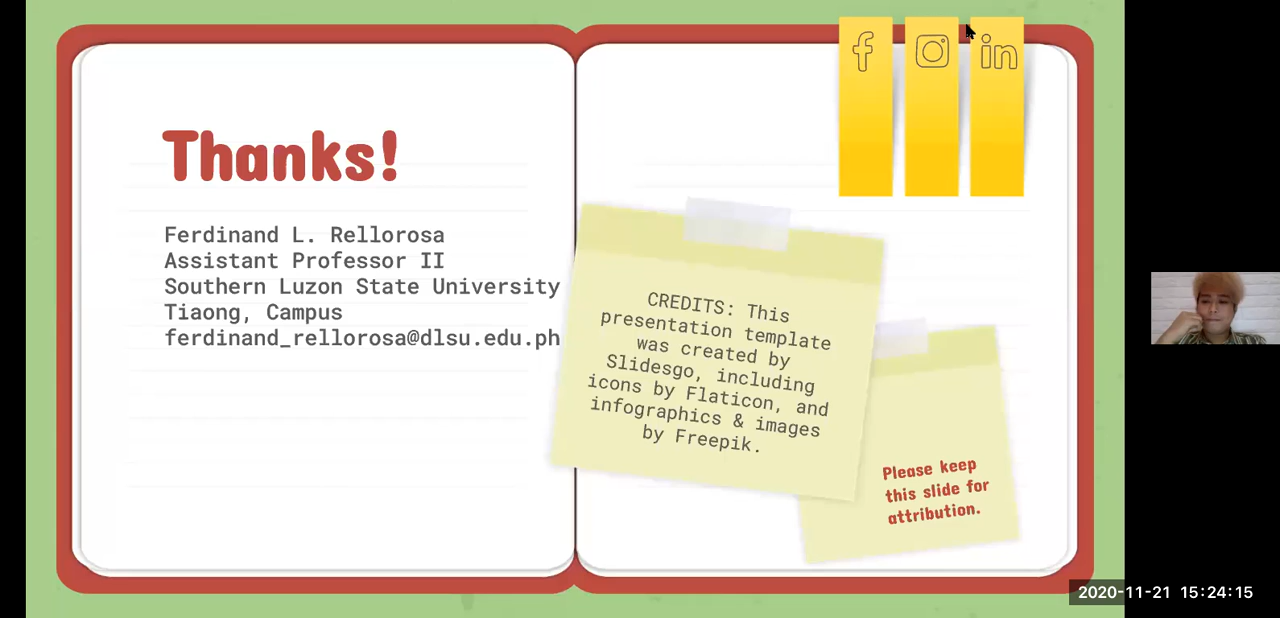 Thanks!
Ferdinand L. Rellorosa
Assistant Professor II
Southern Luzon State University
Tiaong, Campus
ferdinand_rellorosa@dlsu.edu.ph
f
in
CREDITS: This
presentation template
was created by
Slidesgo, including
icons by Flaticon, and
infographics & images
by Freepik.
Please keep
this slide for
attribution.
2020-11-21 15:24:15